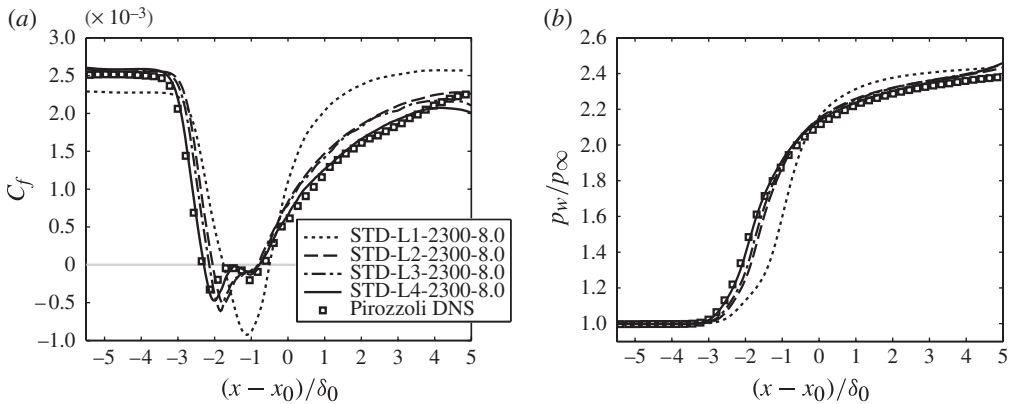 (a)
(× 10⁻³)
3.0
2.5
2.0
1.5
1.0
0.5
0
−0.5
−1.0
C_f
−5 −4 −3 −2 −1 0 1 2 3 4 5
(x − x₀)/δ₀
STD-L1-2300-8.0
STD-L2-2300-8.0
STD-L3-2300-8.0
STD-L4-2300-8.0
Pirozzoli DNS
(b)
2.6
2.4
2.2
2.0
1.8
1.6
1.4
1.2
1.0
p_w/p_∞
−5 −4 −3 −2 −1 0 1 2 3 4 5
(x − x₀)/δ₀